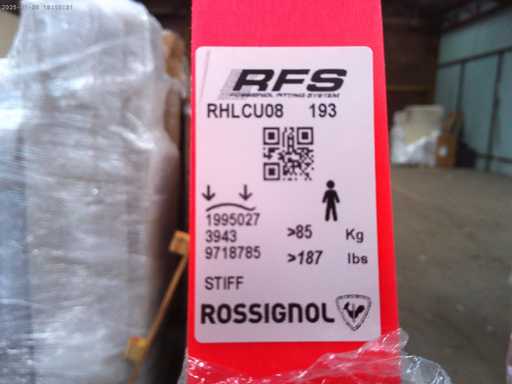 RFS
ROSSIGNOL FITTING SYSTEM
RHLCU08 193
1995027
3943 >85 Kg
9718785 >187 lbs
STIFF
ROSSIGNOL